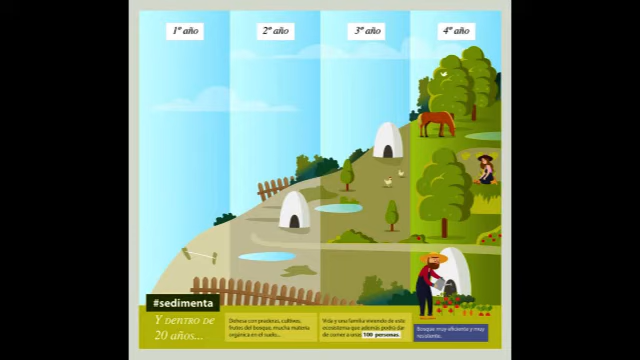 1º año
2º año
3º año
4º año
#sedimenta
Y DENTRO DE
20 AÑOS...
Dehesa con praderas, cultivos,
frutos del bosque, mucha materia
orgánica en el suelo...
Vida y una familia viviendo de este
ecosistema que además podrá dar
de comer a unas 100 personas.
Bosque muy eficiente y muy
resistente.